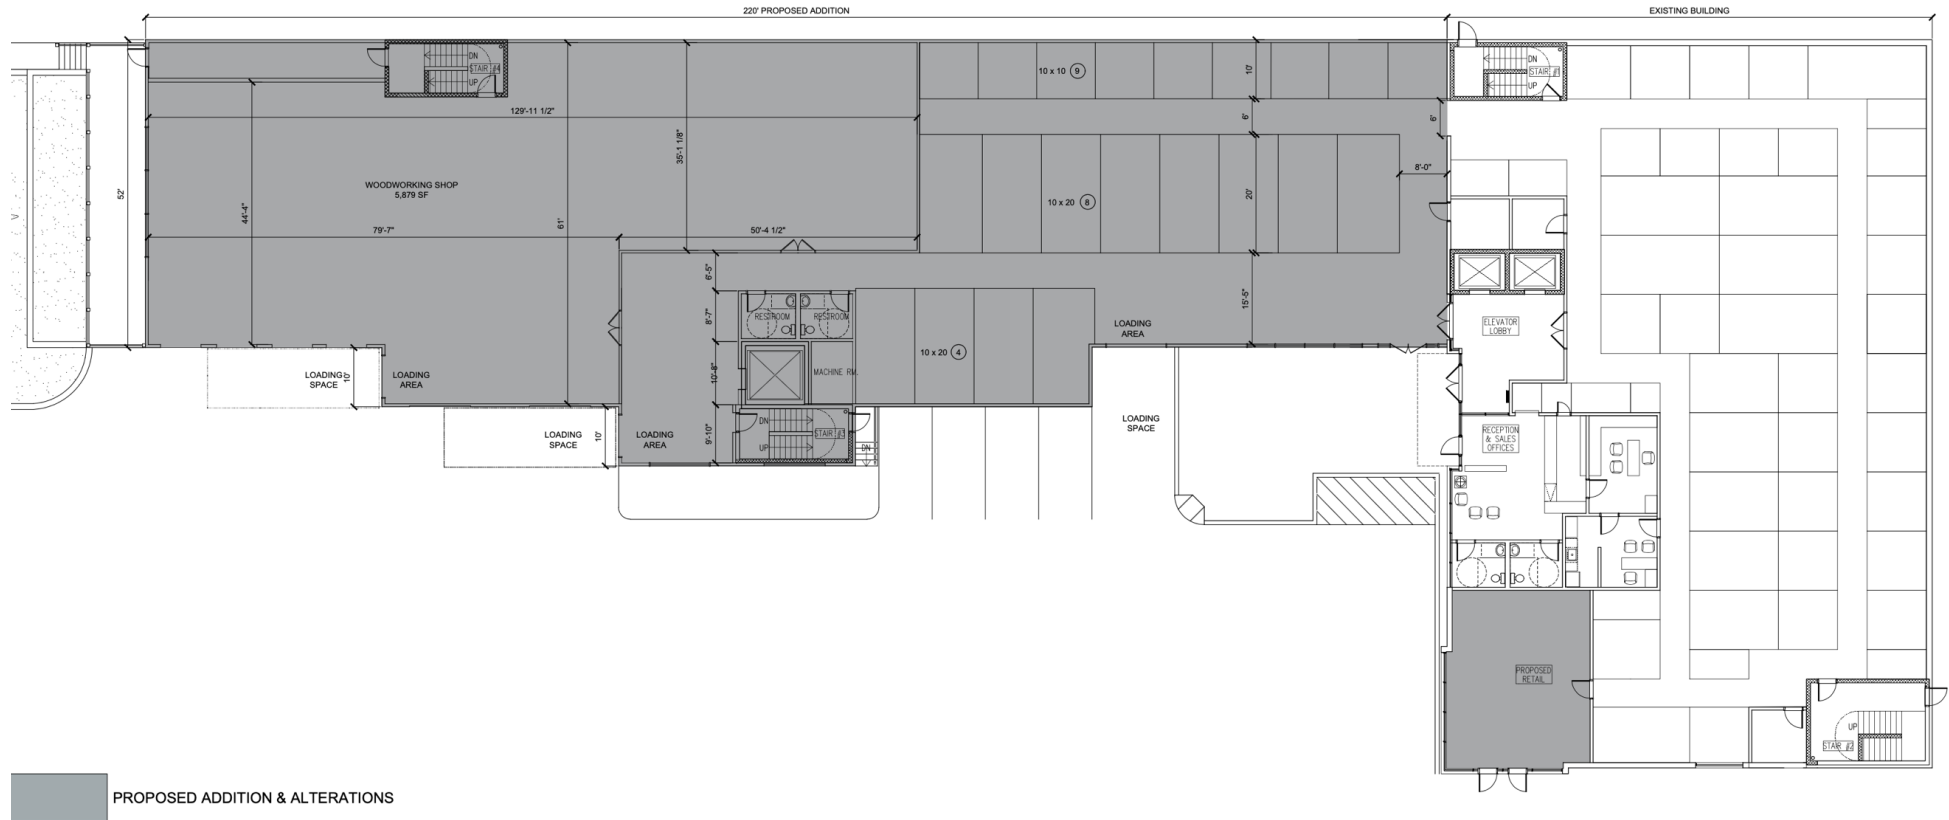 220' PROPOSED ADDITION
EXISTING BUILDING
DN
STAIR #4
UP
10 x 10 9
10'
DN
STAIR #1
UP
129'-11 1/2"
6'
6'
35'-1 1/8"
8'-0"
52'
WOODWORKING SHOP
5,879 SF
44'-4"
61'
10 x 20 8
20'
79'-7"
50'-4 1/2"
6'-5"
15'-5"
8'-7"
RESTROOM
RESTROOM
LOADING
AREA
ELEVATOR
LOBBY
10 x 20 4
10'-8"
MACHINE RM.
LOADING
SPACE
10'
LOADING
AREA
LOADING
SPACE
10'
LOADING
AREA
9'-10"
DN
STAIR #3
UP
DN
LOADING
SPACE
RECEPTION
& SALES
OFFICES
PROPOSED
RETAIL
UP
STAIR #2
PROPOSED ADDITION & ALTERATIONS